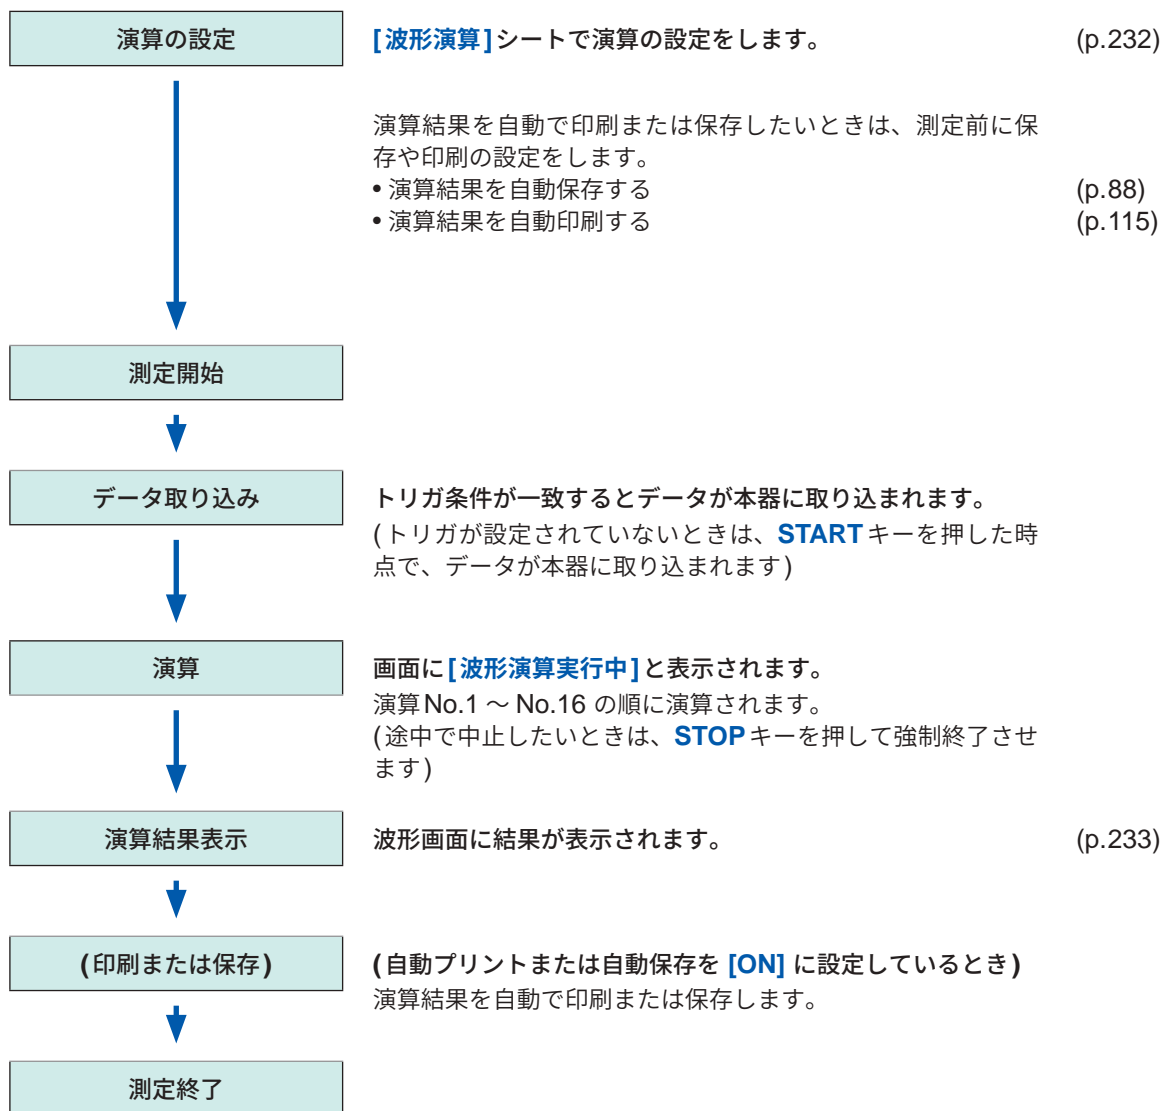 演算の設定
[波形演算]シートで演算の設定をします。 (p.232)
演算結果を自動で印刷または保存したいときは、測定前に保
存や印刷の設定をします。
• 演算結果を自動保存する (p.88)
• 演算結果を自動印刷する (p.115)
測定開始
データ取り込み
トリガ条件が一致するとデータが本器に取り込まれます。
(トリガが設定されていないときは、STARTキーを押した時
点で、データが本器に取り込まれます)
演算
画面に[波形演算実行中]と表示されます。
演算No.1 ～ No.16 の順に演算されます。
(途中で中止したいときは、STOPキーを押して強制終了させ
ます)
演算結果表示
波形画面に結果が表示されます。 (p.233)
(印刷または保存)
(自動プリントまたは自動保存を [ON] に設定しているとき)
演算結果を自動で印刷または保存します。
測定終了